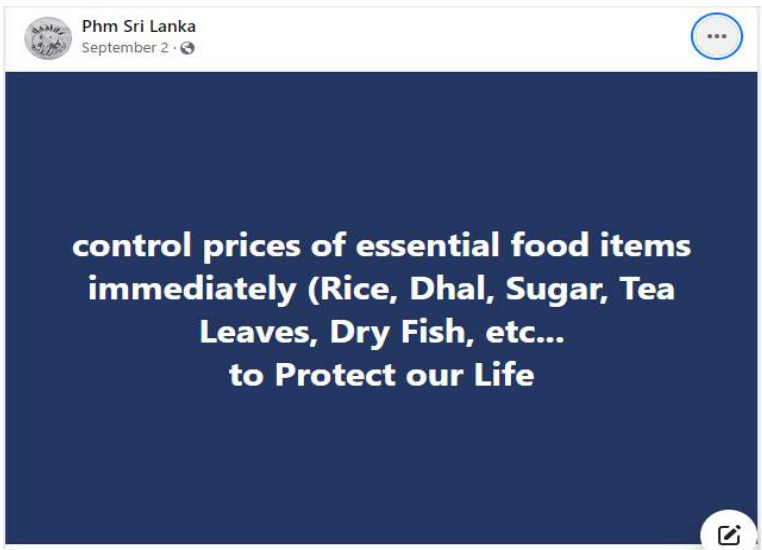 Phm Sri Lanka
September 2 ·
control prices of essential food items
immediately (Rice, Dhal, Sugar, Tea
Leaves, Dry Fish, etc...
to Protect our Life